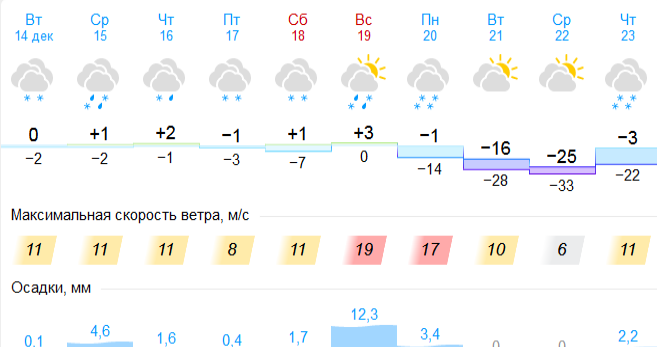 Вт Ср Чт Пт Сб Вс Пн Вт Ср Чт
14 дек 15 16 17 18 19 20 21 22 23
0 +1 +2 −1 +1 +3 −1 −16 −25 −3
−2 −2 −1 −3 −7 0 −14 −28 −33 −22
Максимальная скорость ветра, м/с
11 11 11 8 11 19 17 10 6 11
Осадки, мм
0,1 4,6 1,6 0,4 1,7 12,3 3,4 0 0 2,2